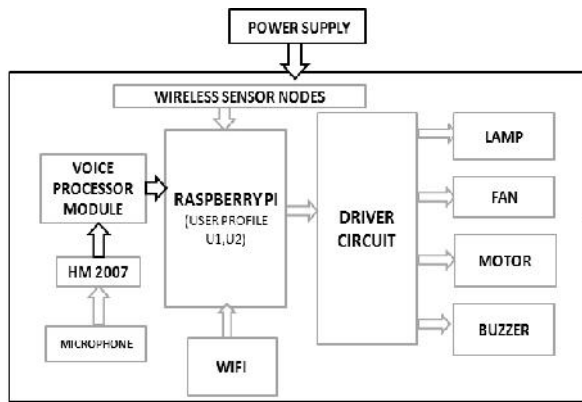 POWER SUPPLY
WIRELESS SENSOR NODES
VOICE
PROCESSOR
MODULE
HM 2007
MICROPHONE
RASPBERRY PI
(USER PROFILE
U1,U2)
WIFI
DRIVER
CIRCUIT
LAMP
FAN
MOTOR
BUZZER